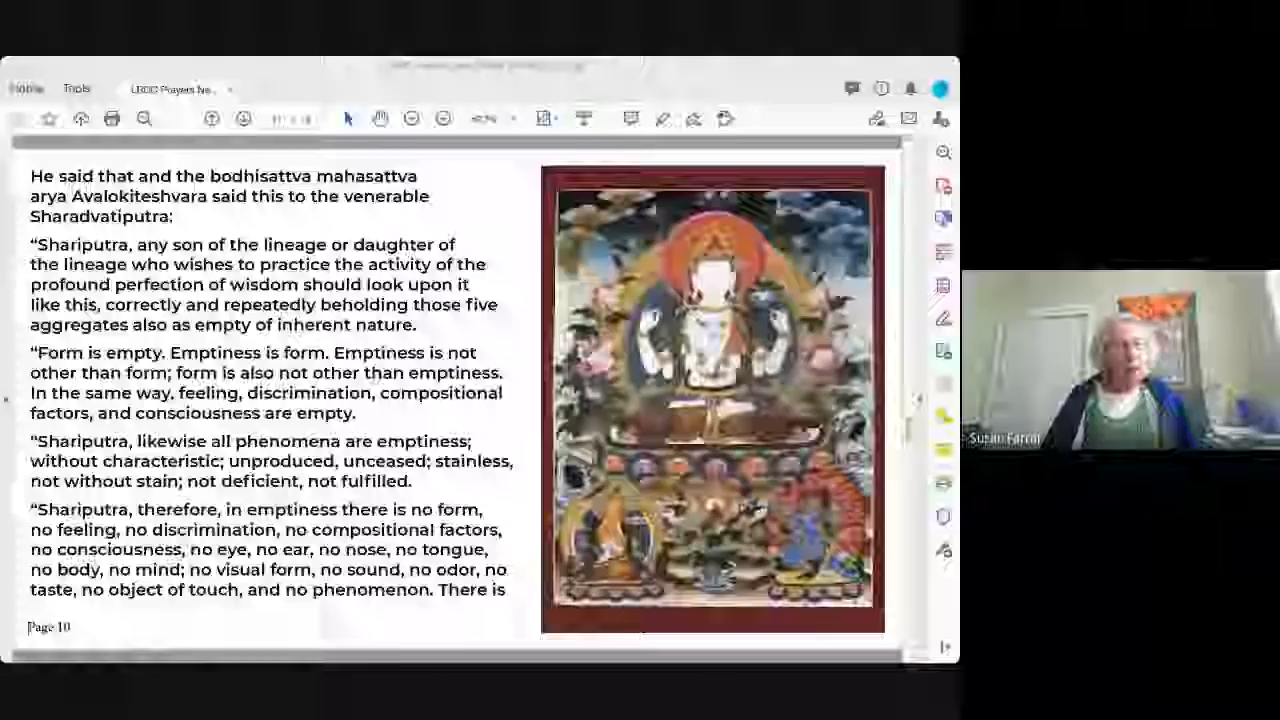 Home Tools LRCC Prayers Ne...
He said that and the bodhisattva mahasattva
arya Avalokiteshvara said this to the venerable
Sharadvatiputra:
“Shariputra, any son of the lineage or daughter of
the lineage who wishes to practice the activity of the
profound perfection of wisdom should look upon it
like this, correctly and repeatedly beholding those five
aggregates also as empty of inherent nature.
“Form is empty. Emptiness is form. Emptiness is not
other than form; form is also not other than emptiness.
In the same way, feeling, discrimination, compositional
factors, and consciousness are empty.
“Shariputra, likewise all phenomena are emptiness;
without characteristic; unproduced, unceased; stainless,
not without stain; not deficient, not fulfilled.
“Shariputra, therefore, in emptiness there is no form,
no feeling, no discrimination, no compositional factors,
no consciousness, no eye, no ear, no nose, no tongue,
no body, no mind; no visual form, no sound, no odor, no
taste, no object of touch, and no phenomenon. There is
Page 10
Susan Farrar